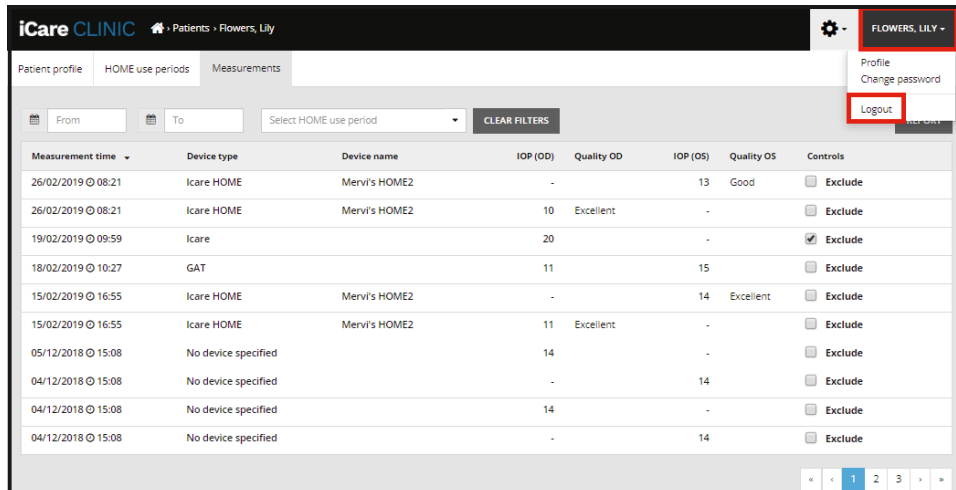 iCare CLINIC › Patients › Flowers, Lily FLOWERS, LILY
Patient profile HOME use periods Measurements
Profile
Change password
Logout
From To Select HOME use period CLEAR FILTERS REPORT
Measurement time Device type Device name IOP (OD) Quality OD IOP (OS) Quality OS Controls
26/02/2019 08:21 Icare HOME Mervi's HOME2 - 13 Good Exclude
26/02/2019 08:21 Icare HOME Mervi's HOME2 10 Excellent - Exclude
19/02/2019 09:59 Icare 20 - Exclude
18/02/2019 10:27 GAT 11 15 Exclude
15/02/2019 16:55 Icare HOME Mervi's HOME2 - 14 Excellent Exclude
15/02/2019 16:55 Icare HOME Mervi's HOME2 11 Excellent - Exclude
05/12/2018 15:08 No device specified 14 - Exclude
04/12/2018 15:08 No device specified - 14 Exclude
04/12/2018 15:08 No device specified 14 - Exclude
04/12/2018 15:08 No device specified - 14 Exclude
« ‹ 1 2 3 › »